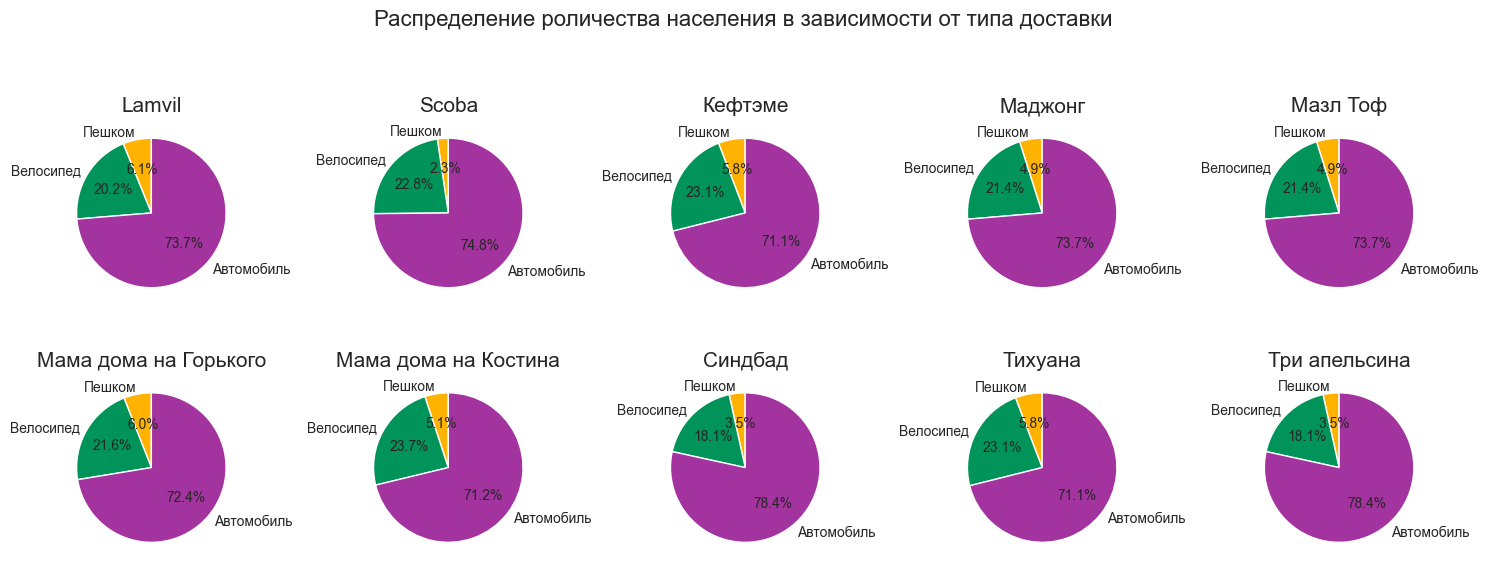 Распределение роличества населения в зависимости от типа доставки
Lamvil
Пешком
6.1%
Велосипед
20.2%
73.7%
Автомобиль
Scoba
Пешком
2.3%
Велосипед
22.8%
74.8%
Автомобиль
Кефтэме
Пешком
5.8%
Велосипед
23.1%
71.1%
Автомобиль
Маджонг
Пешком
4.9%
Велосипед
21.4%
73.7%
Автомобиль
Мазл Тоф
Пешком
4.9%
Велосипед
21.4%
73.7%
Автомобиль
Мама дома на Горького
Пешком
6.0%
Велосипед
21.6%
72.4%
Автомобиль
Мама дома на Костина
Пешком
5.1%
Велосипед
23.7%
71.2%
Автомобиль
Синдбад
Пешком
3.5%
Велосипед
18.1%
78.4%
Автомобиль
Тихуана
Пешком
5.8%
Велосипед
23.1%
71.1%
Автомобиль
Три апельсина
Пешком
3.5%
Велосипед
18.1%
78.4%
Автомобиль